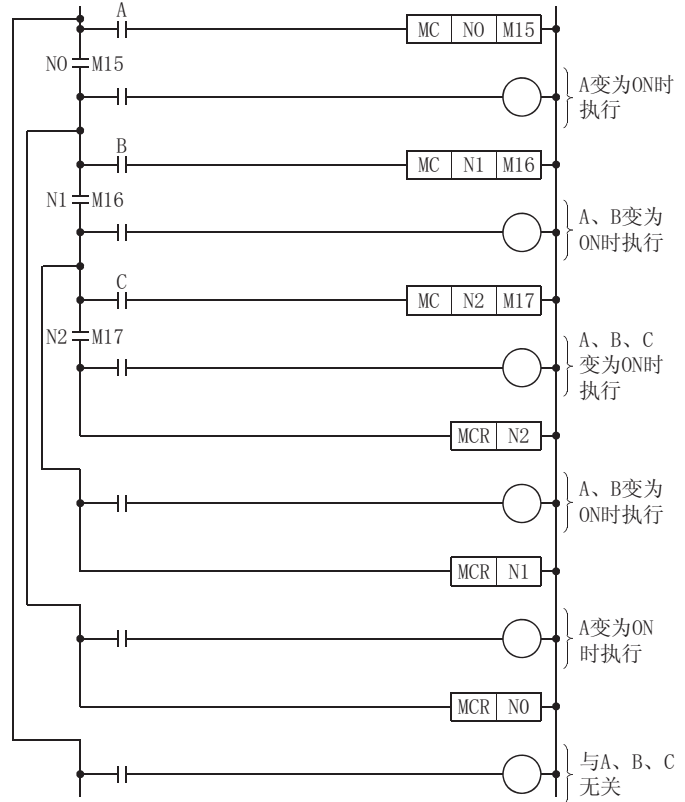 A
MC N0 M15
N0 M15
A变为ON时
执行
B
MC N1 M16
N1 M16
A、B变为
ON时执行
C
MC N2 M17
N2 M17
A、B、C
变为ON时
执行
MCR N2
A、B变为
ON时执行
MCR N1
A变为ON
时执行
MCR N0
与A、B、C
无关